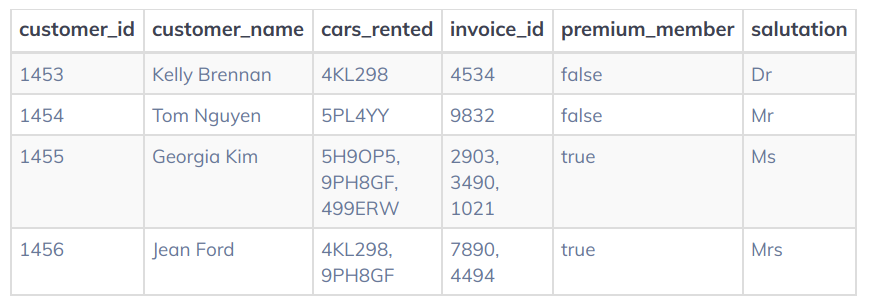 customer_id customer_name cars_rented invoice_id premium_member salutation
1453 Kelly Brennan 4KL298 4534 false Dr
1454 Tom Nguyen 5PL4YY 9832 false Mr
1455 Georgia Kim 5H9OP5, 2903, true Ms
9PH8GF, 3490,
499ERW 1021
1456 Jean Ford 4KL298, 7890, true Mrs
9PH8GF 4494